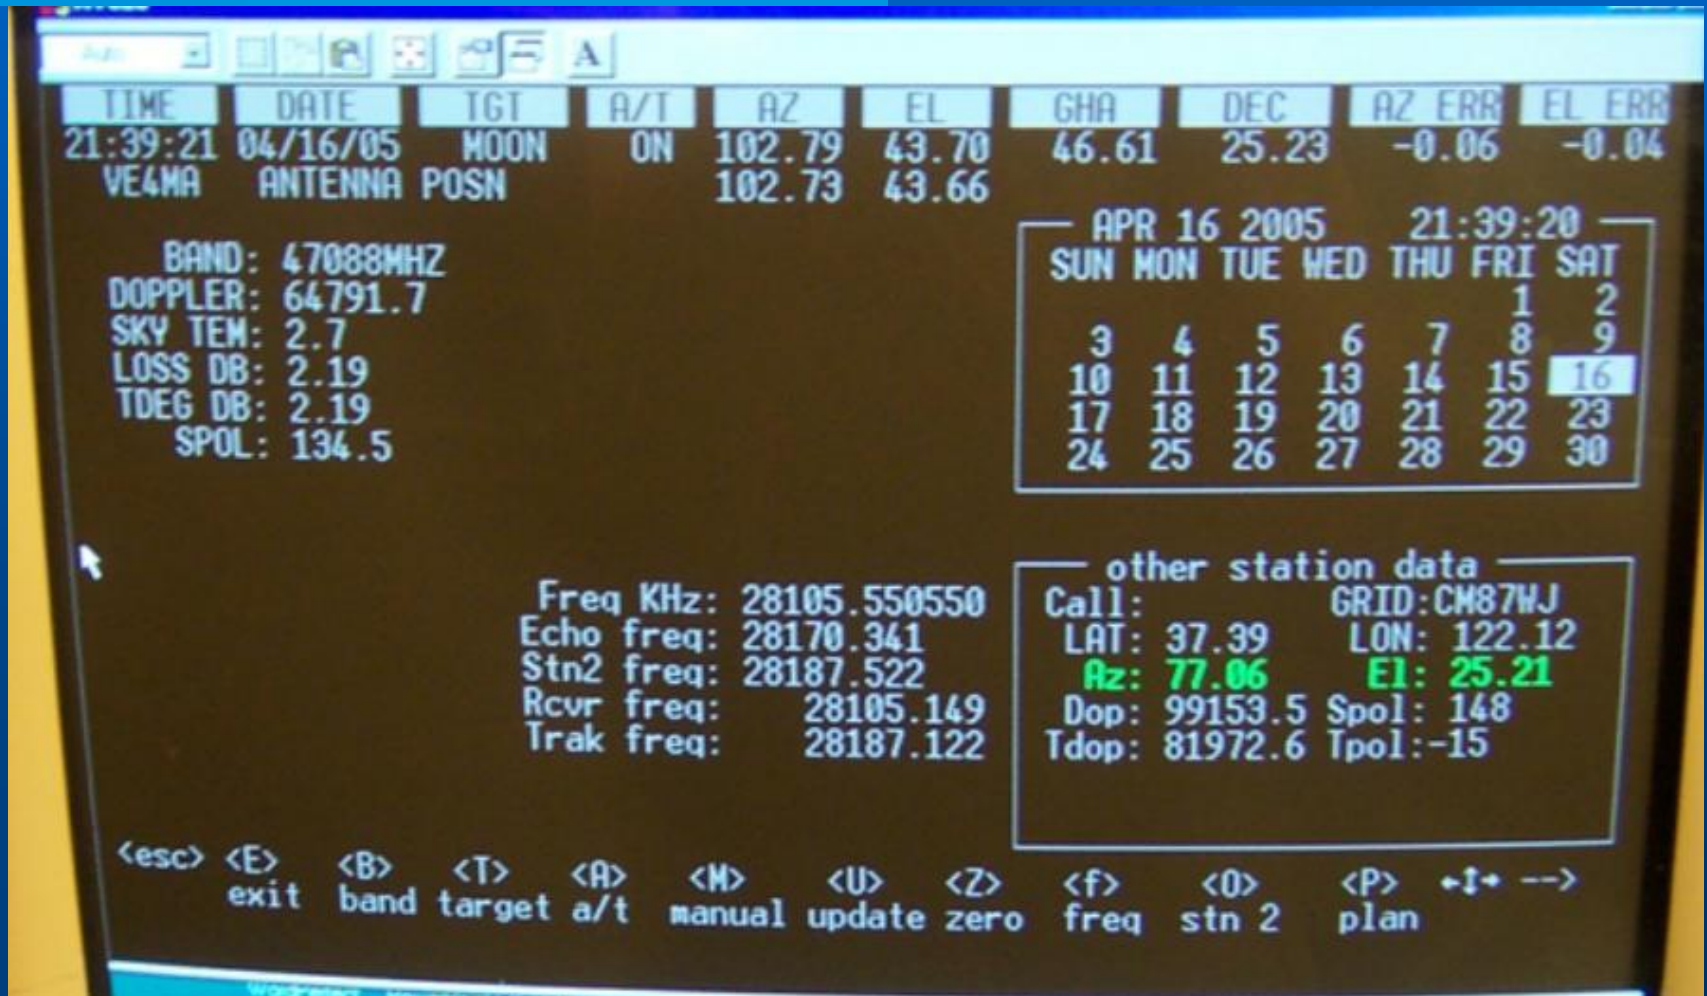 A
TIME DATE TGT A/T AZ EL GHA DEC AZ ERR EL ERR
21:39:21 04/16/05 MOON ON 102.79 43.70 46.61 25.23 -0.06 -0.04
VE4MA ANTENNA POSN 102.73 43.66
BAND: 47088MHZ
DOPPLER: 64791.7
SKY TEM: 2.7
LOSS DB: 2.19
TDEG DB: 2.19
SPOL: 134.5
APR 16 2005 21:39:20
SUN MON TUE WED THU FRI SAT
1 2
3 4 5 6 7 8 9
10 11 12 13 14 15 16
17 18 19 20 21 22 23
24 25 26 27 28 29 30
Freq KHz: 28105.550550
Echo freq: 28170.341
Stn2 freq: 28187.522
Rcvr freq: 28105.149
Trak freq: 28187.122
other station data
Call: GRID:CM87WJ
LAT: 37.39 LON: 122.12
Az: 77.06 El: 25.21
Dop: 99153.5 Spol: 148
Tdop: 81972.6 Tpol:-15
<esc> <E> <B> <T> <A> <M> <U> <Z> <f> <O> <P> ←↕→ -->
exit band target a/t manual update zero freq stn 2 plan